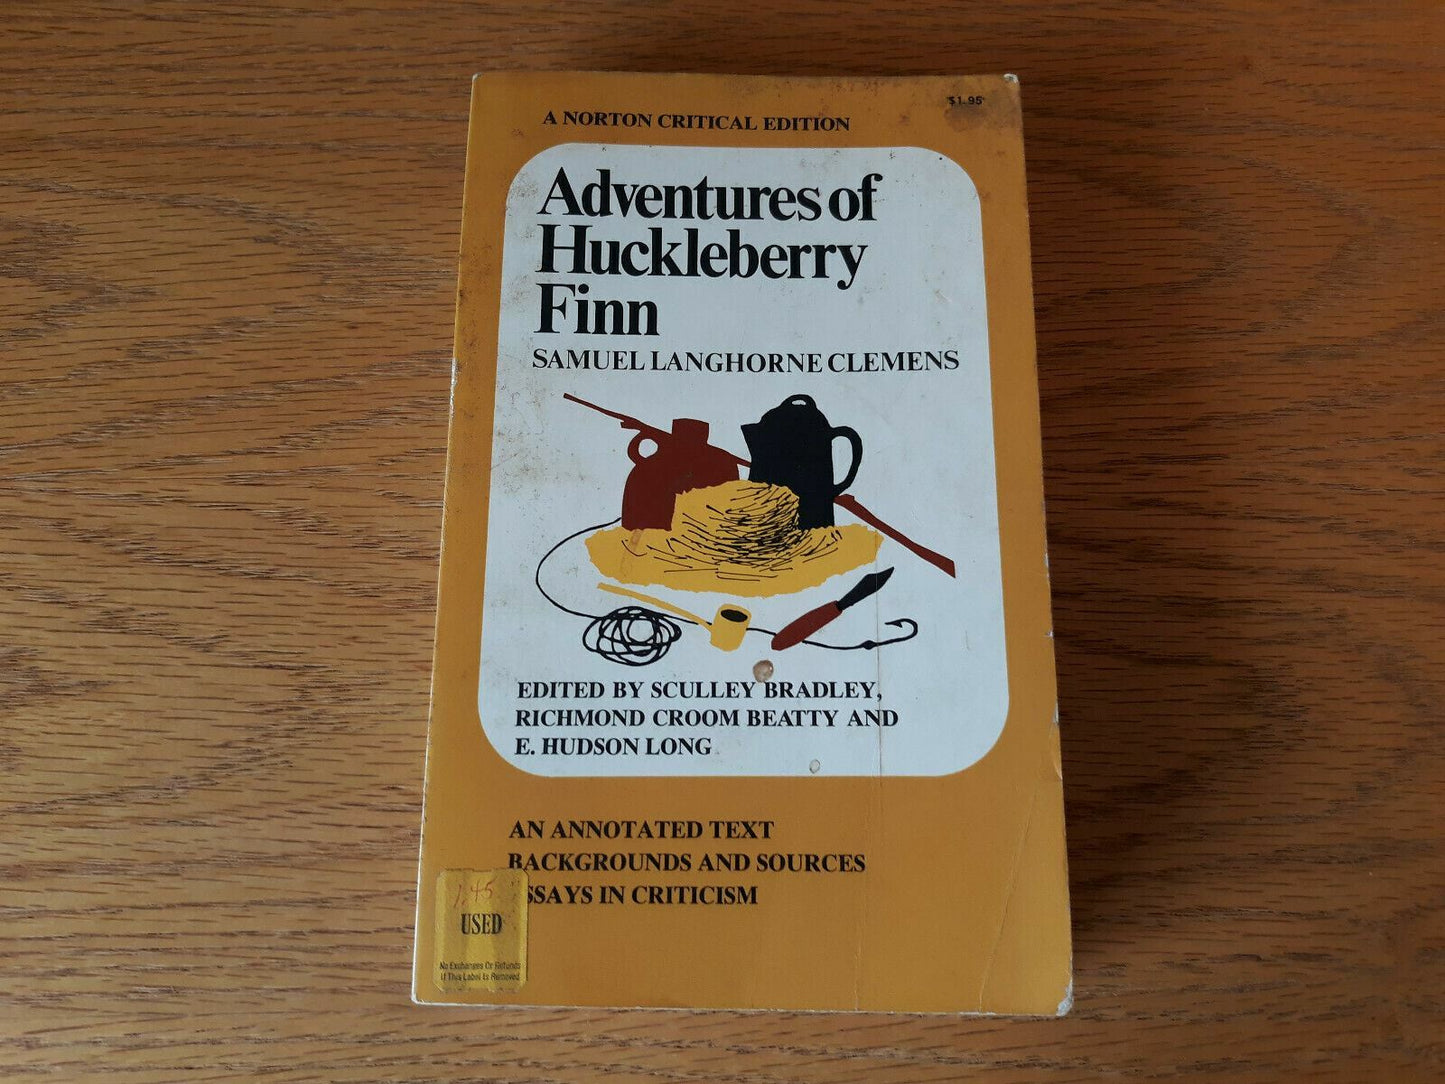 $1.95
A NORTON CRITICAL EDITION
Adventures of
Huckleberry
Finn
SAMUEL LANGHORNE CLEMENS
EDITED BY SCULLEY BRADLEY,
RICHMOND CROOM BEATTY AND
E. HUDSON LONG
AN ANNOTATED TEXT
BACKGROUNDS AND SOURCES
ESSAYS IN CRITICISM
1.45
USED
No Exchanges Or Refunds
If This Label Is Removed